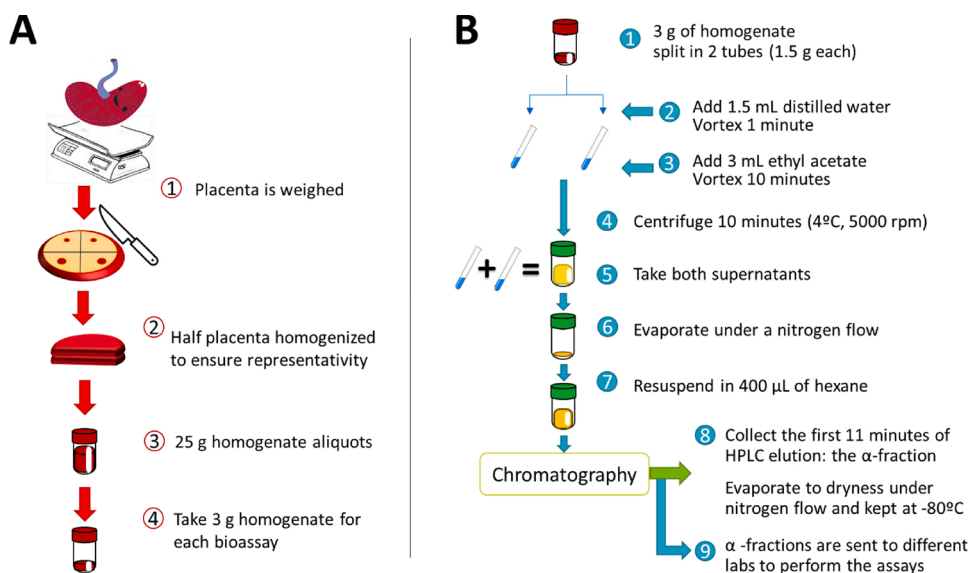 A
① Placenta is weighed
② Half placenta homogenized
to ensure representativity
③ 25 g homogenate aliquots
④ Take 3 g homogenate for
each bioassay
B
1 3 g of homogenate
split in 2 tubes (1.5 g each)
2 Add 1.5 mL distilled water
Vortex 1 minute
3 Add 3 mL ethyl acetate
Vortex 10 minutes
4 Centrifuge 10 minutes (4ºC, 5000 rpm)
+ =
5 Take both supernatants
6 Evaporate under a nitrogen flow
7 Resuspend in 400 µL of hexane
Chromatography
8 Collect the first 11 minutes of
HPLC elution: the α-fraction
Evaporate to dryness under
nitrogen flow and kept at -80ºC
9 α -fractions are sent to different
labs to perform the assays